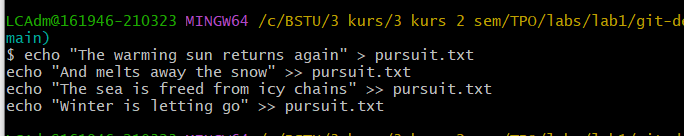 LCAdm@161946-210323 MINGW64 /c/BSTU/3 kurs/3 kurs 2 sem/TPO/labs/lab1/git-de
main)
$ echo "The warming sun returns again" > pursuit.txt
echo "And melts away the snow" >> pursuit.txt
echo "The sea is freed from icy chains" >> pursuit.txt
echo "Winter is letting go" >> pursuit.txt